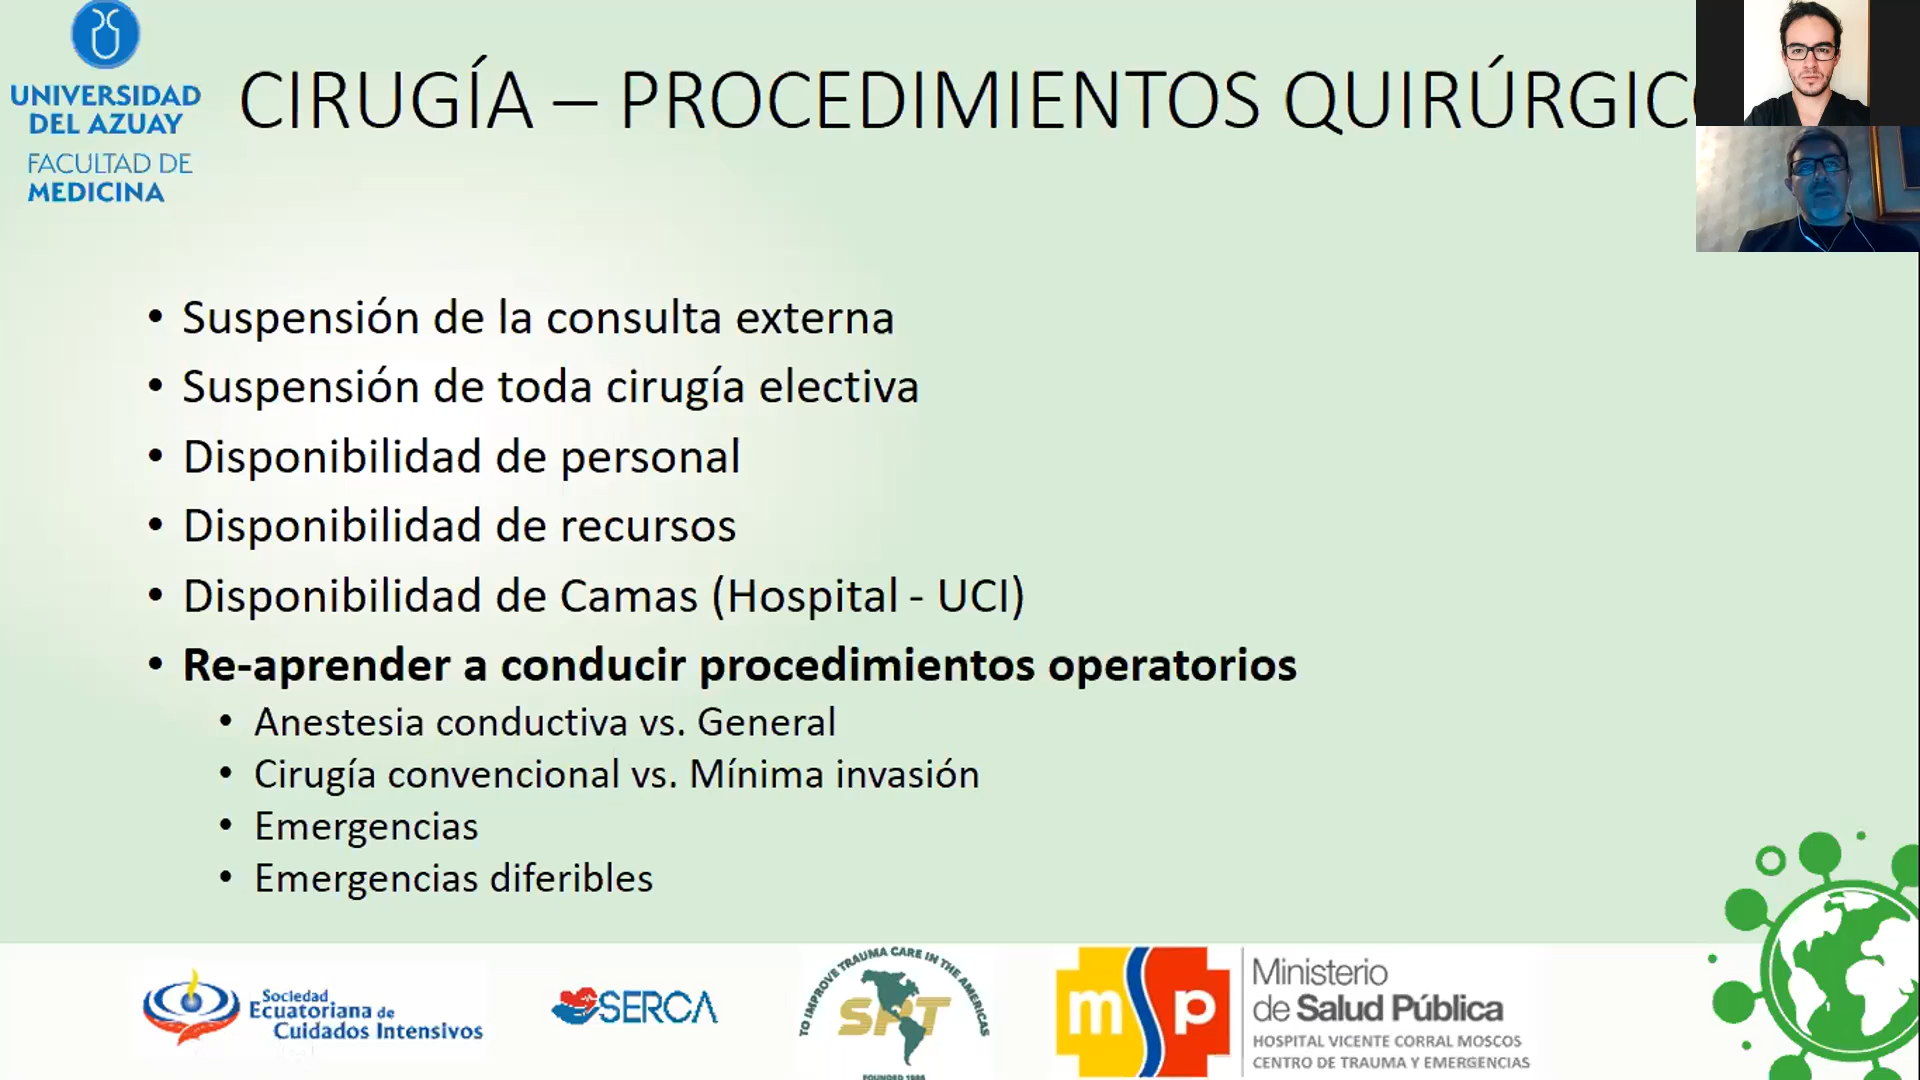 UNIVERSIDAD
DEL AZUAY
FACULTAD DE
MEDICINA
CIRUGÍA – PROCEDIMIENTOS QUIRÚRGIC
• Suspensión de la consulta externa
• Suspensión de toda cirugía electiva
• Disponibilidad de personal
• Disponibilidad de recursos
• Disponibilidad de Camas (Hospital - UCI)
• Re-aprender a conducir procedimientos operatorios
• Anestesia conductiva vs. General
• Cirugía convencional vs. Mínima invasión
• Emergencias
• Emergencias diferibles
Sociedad
Ecuatoriana de
Cuidados Intensivos
SERCA
TO IMPROVE TRAUMA CARE IN THE AMERICAS
SPT
FOUNDED 1986
msp
Ministerio
de Salud Pública
HOSPITAL VICENTE CORRAL MOSCOS
CENTRO DE TRAUMA Y EMERGENCIAS